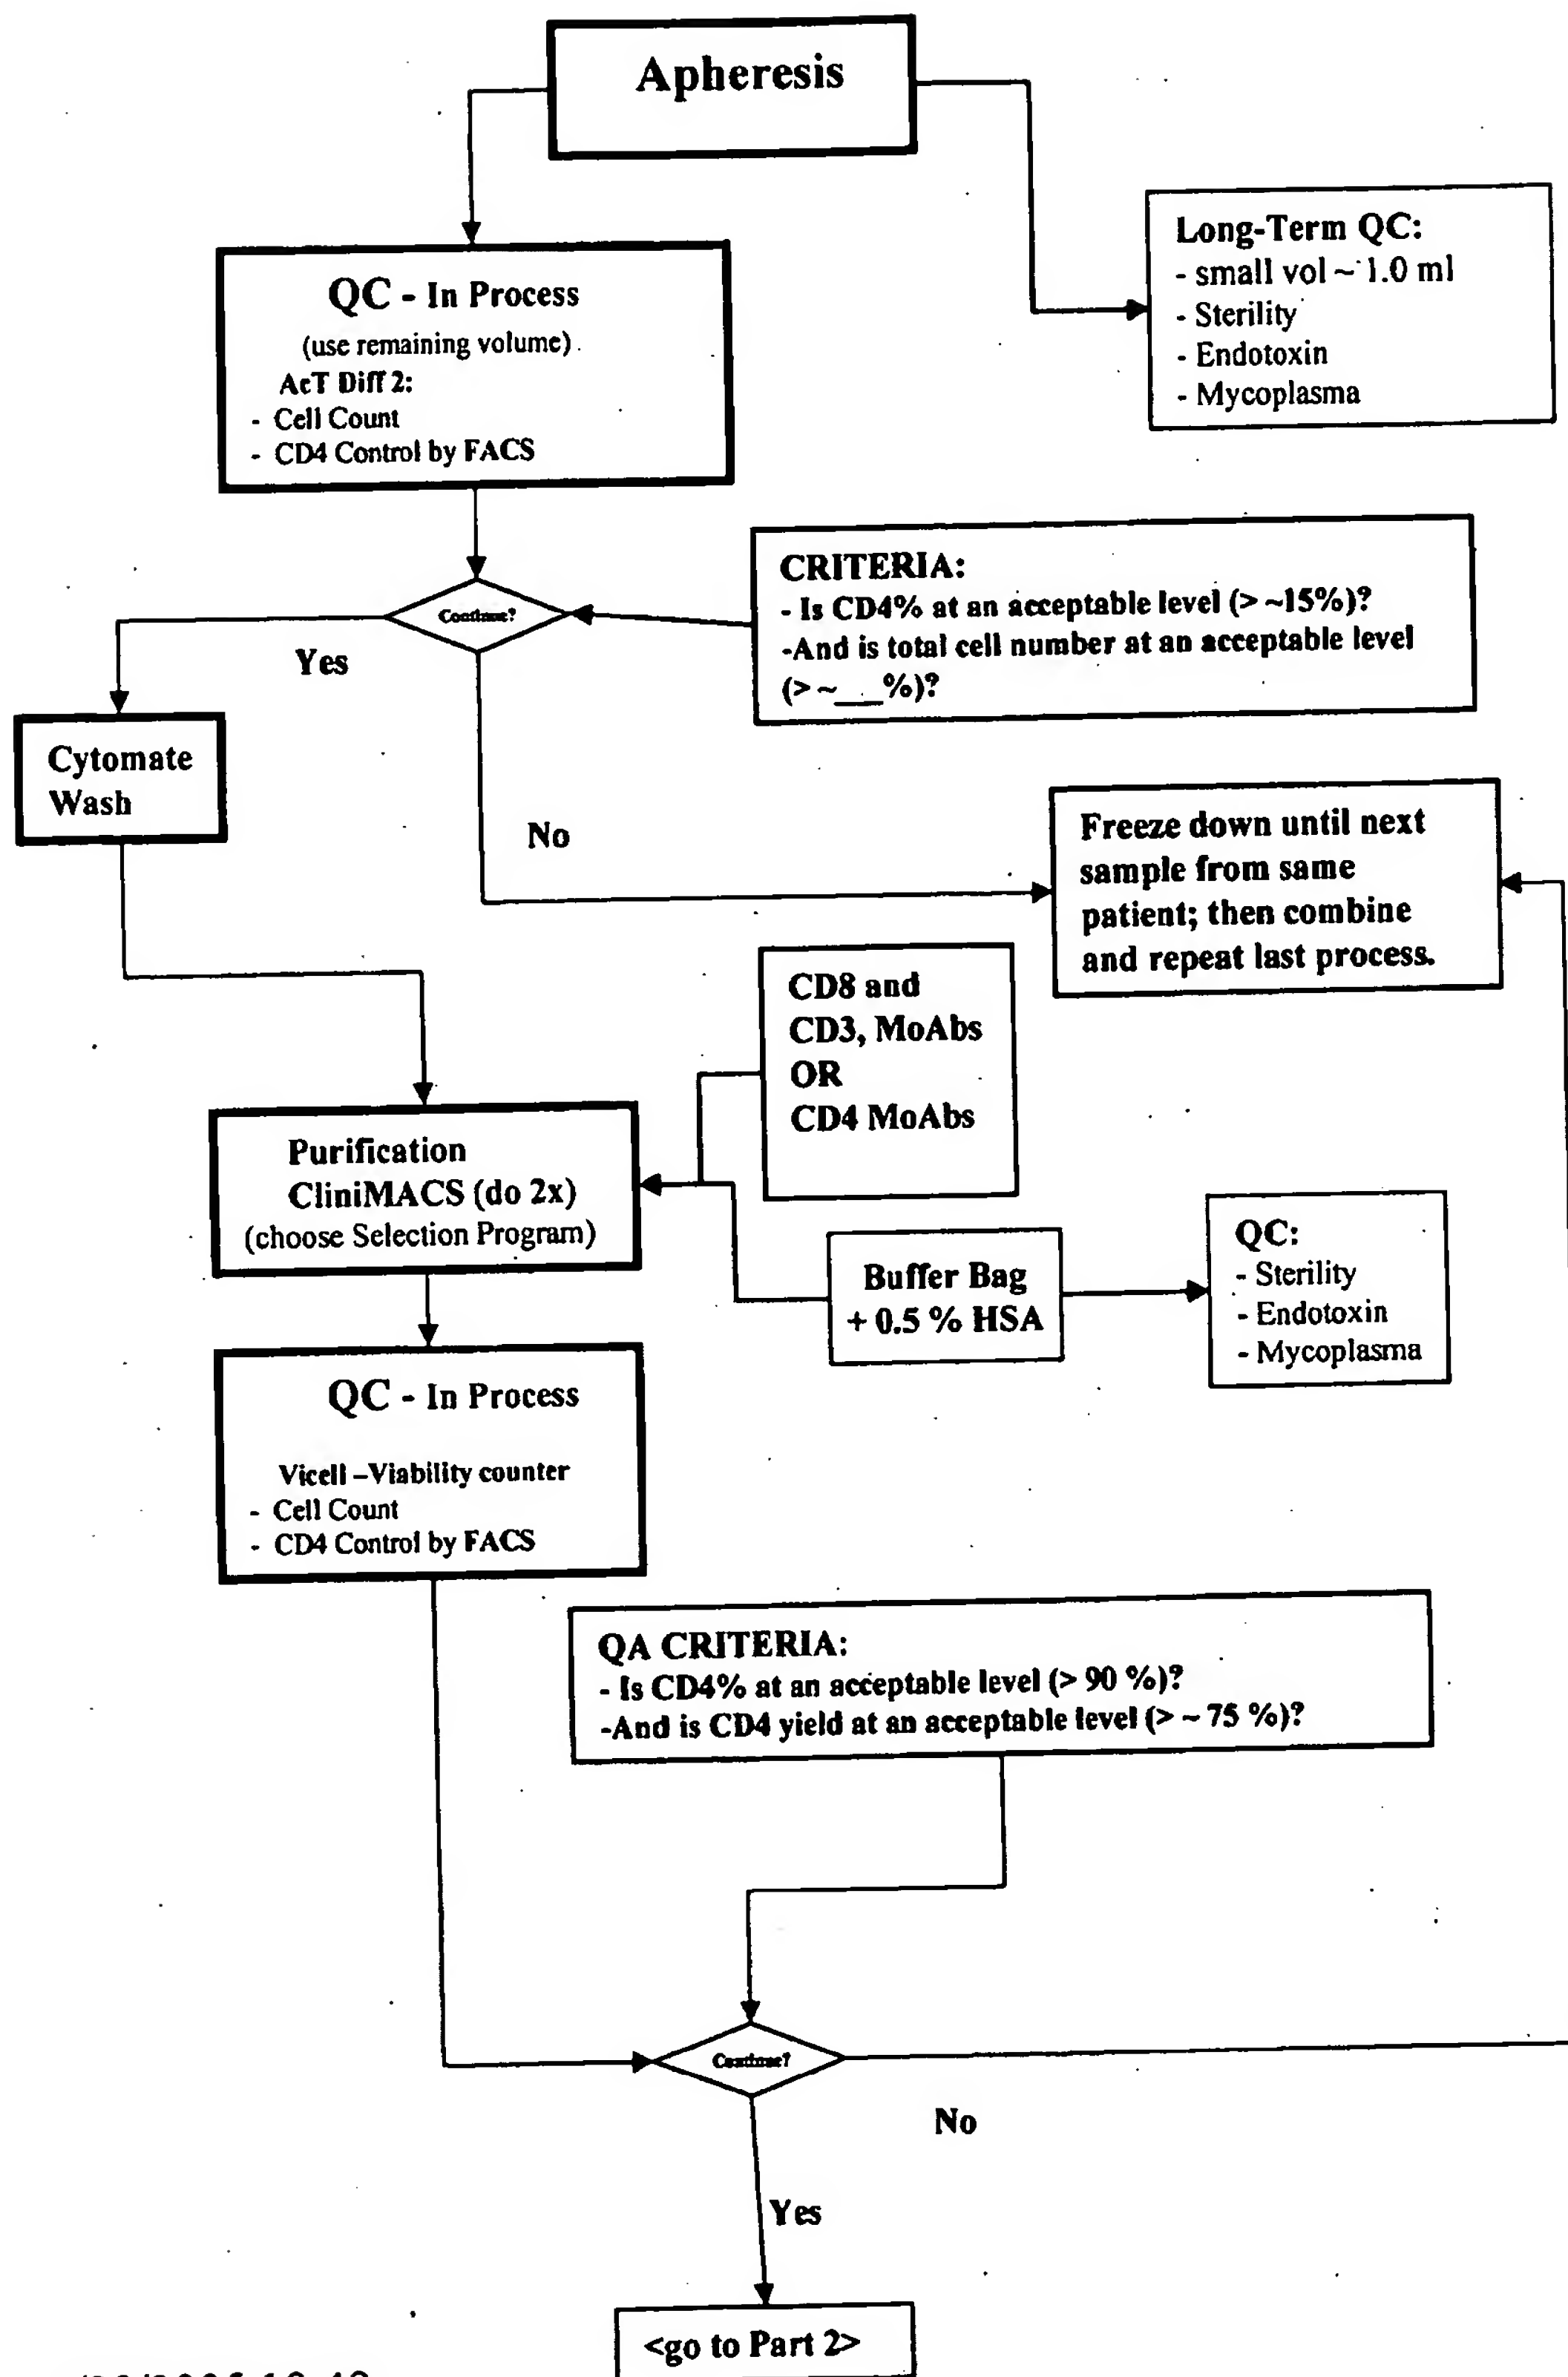 Apheresis
Long-Term QC:
- small vol ~ 1.0 ml
- Sterility
- Endotoxin
- Mycoplasma
QC - In Process
(use remaining volume)
AcT Diff 2:
- Cell Count
- CD4 Control by FACS
Continue?
CRITERIA:
- Is CD4% at an acceptable level (> ~15%)?
-And is total cell number at an acceptable level
(> ~___%)?
Yes
Cytomate
Wash
No
Freeze down until next
sample from same
patient; then combine
and repeat last process.
CD8 and
CD3, MoAbs
OR
CD4 MoAbs
Purification
CliniMACS (do 2x)
(choose Selection Program)
Buffer Bag
+ 0.5 % HSA
QC:
- Sterility
- Endotoxin
- Mycoplasma
QC - In Process
Vicell –Viability counter
- Cell Count
- CD4 Control by FACS
QA CRITERIA:
- Is CD4% at an acceptable level (> 90 %)?
-And is CD4 yield at an acceptable level (> ~ 75 %)?
Continue?
No
Yes
<go to Part 2>